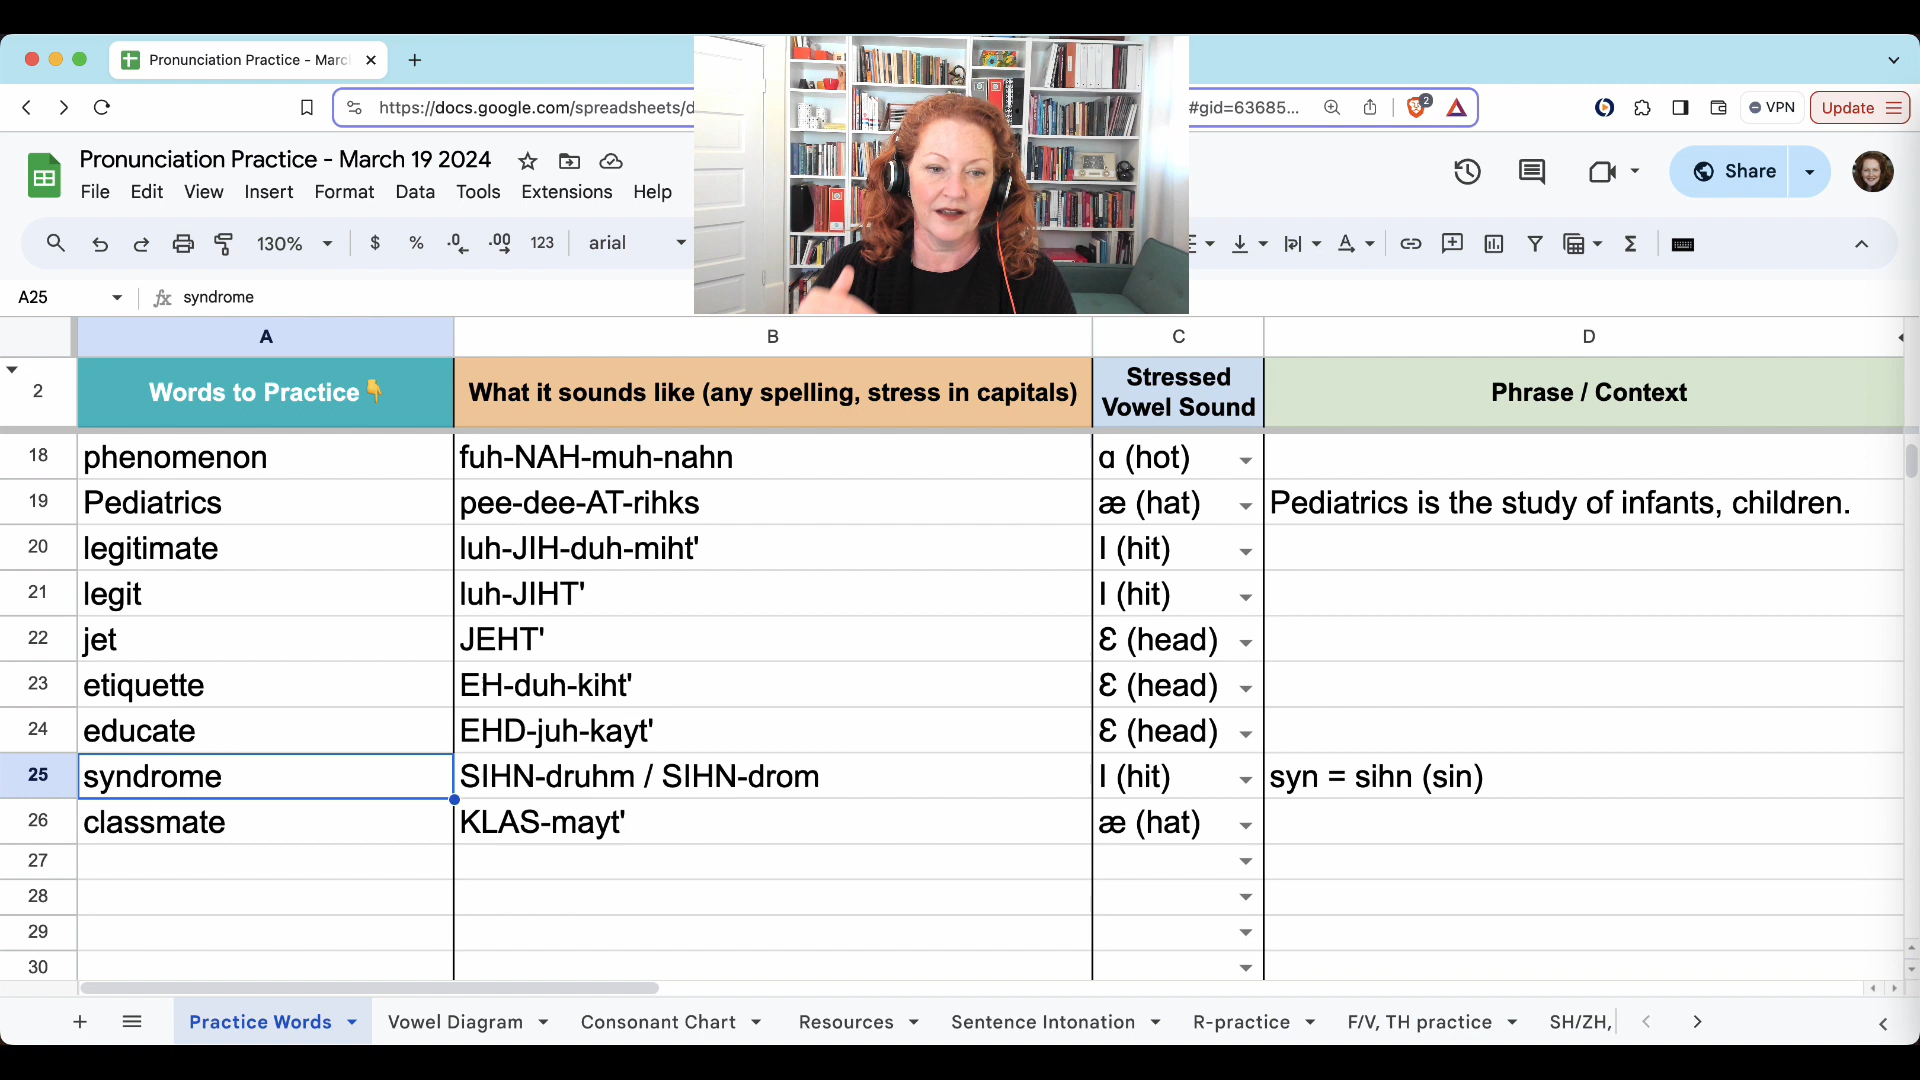 Pronunciation Practice - Marc
https://docs.google.com/spreadsheets/d
#gid=63685...
2
VPN
Update
Pronunciation Practice - March 19 2024
File Edit View Insert Format Data Tools Extensions Help
Share
130% $ % .0 .00 123 arial
A25 fx syndrome
A B C D
2 Words to Practice👇 What it sounds like (any spelling, stress in capitals) Stressed Vowel Sound Phrase / Context
18 phenomenon fuh-NAH-muh-nahn ɑ (hot)
19 Pediatrics pee-dee-AT-rihks æ (hat) Pediatrics is the study of infants, children.
20 legitimate luh-JIH-duh-miht' I (hit)
21 legit luh-JIHT' I (hit)
22 jet JEHT' Ɛ (head)
23 etiquette EH-duh-kiht' Ɛ (head)
24 educate EHD-juh-kayt' Ɛ (head)
25 syndrome SIHN-druhm / SIHN-drom I (hit) syn = sihn (sin)
26 classmate KLAS-mayt' æ (hat)
27
28
29
30
Practice Words Vowel Diagram Consonant Chart Resources Sentence Intonation R-practice F/V, TH practice SH/ZH,